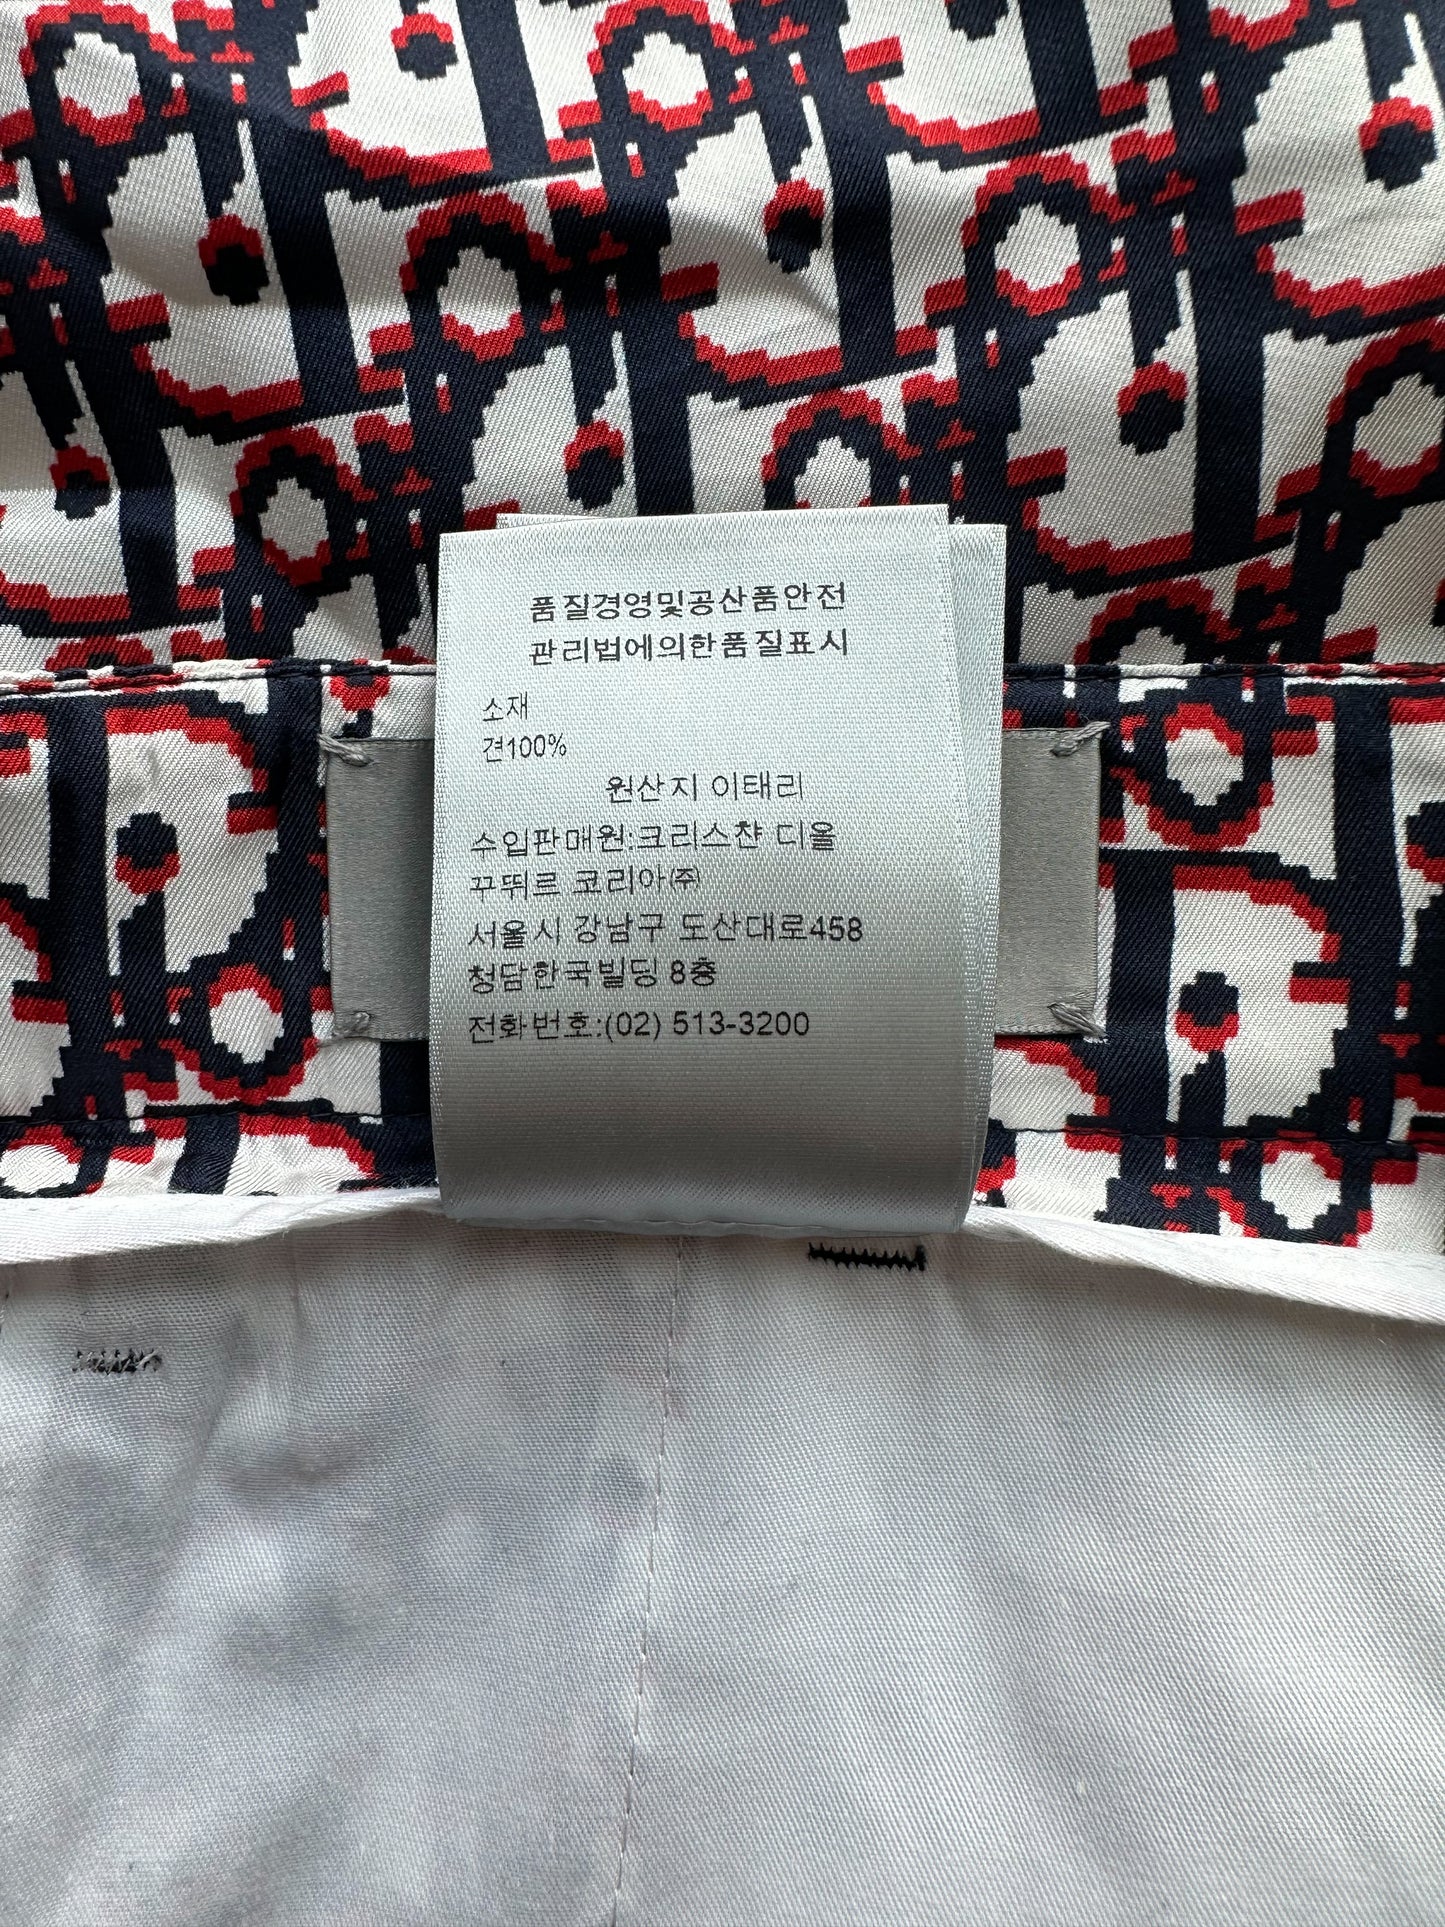 품질경영및공산품안전
관리법에의한품질표시
소재
견100%
원산지 이태리
수입판매원:크리스챤 디올
꾸뛰르 코리아㈜
서울시 강남구 도산대로458
청담한국빌딩 8층
전화번호:(02) 513-3200